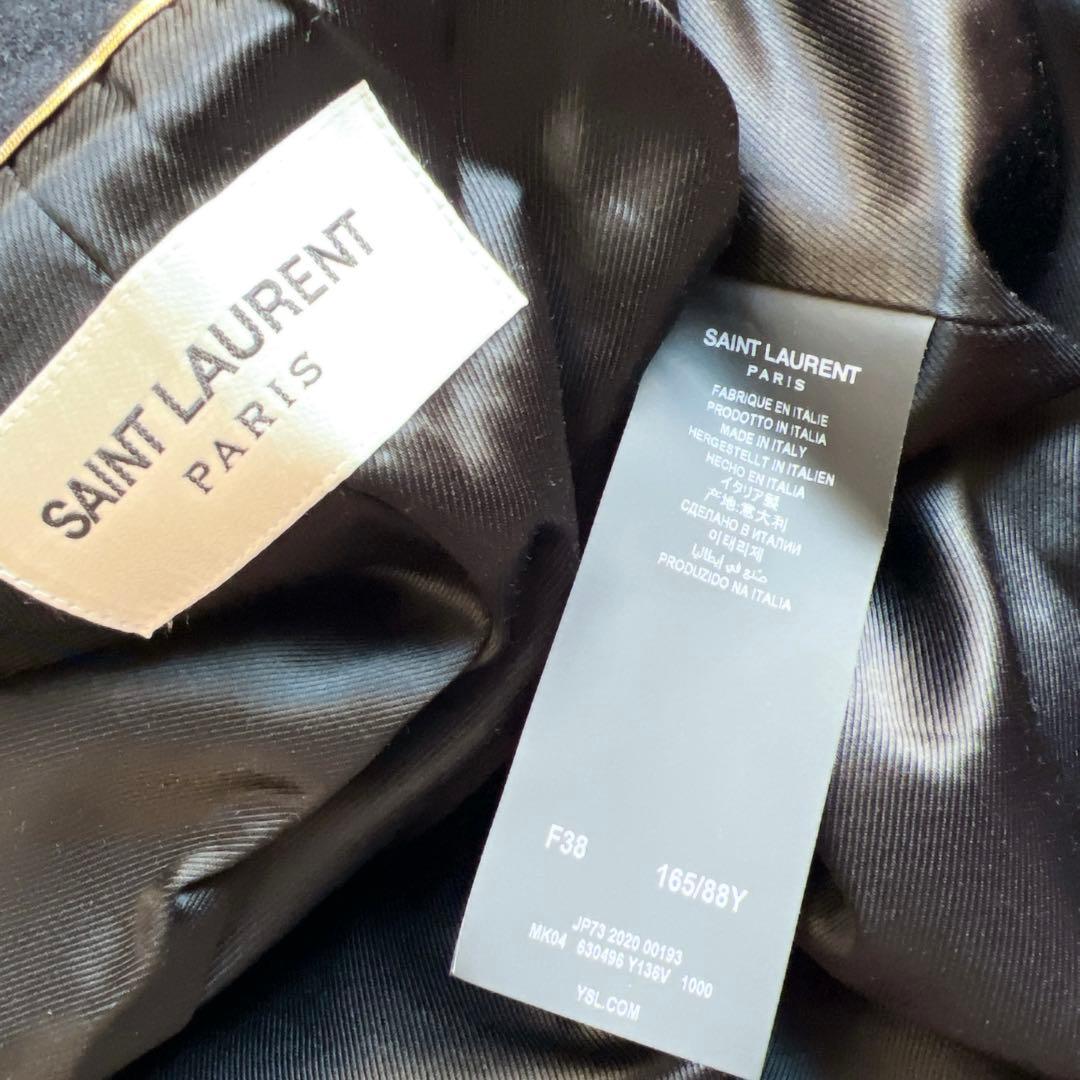 SAINT LAURENT
PARIS
SAINT LAURENT
PARIS
FABRIQUE EN ITALIE
PRODOTTO IN ITALIA
MADE IN ITALY
HERGESTELLT IN ITALIEN
HECHO EN ITALIA
イタリア製
产地:意大利
СДЕЛАНО В ИТАЛИИ
이태리제
صنع في إيطاليا
PRODUZIDO NA ITALIA
F38 165/88Y
JP73 2020 00193
MK04 630496 Y136V 1000
YSL.COM